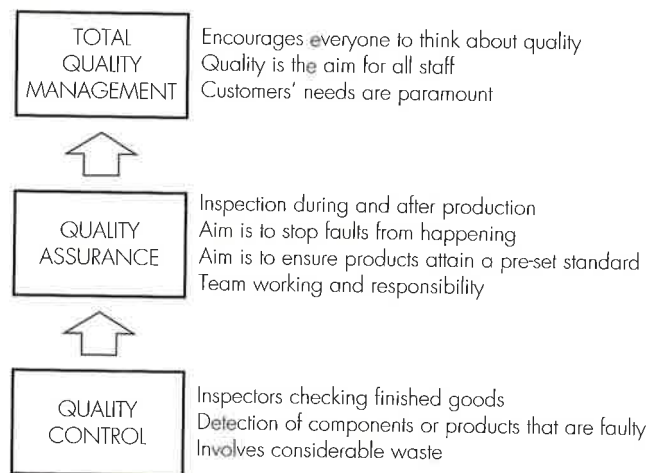 TOTAL
QUALITY
MANAGEMENT
Encourages everyone to think about quality
Quality is the aim for all staff
Customers' needs are paramount
QUALITY
ASSURANCE
Inspection during and after production
Aim is to stop faults from happening
Aim is to ensure products attain a pre-set standard
Team working and responsibility
QUALITY
CONTROL
Inspectors checking finished goods
Detection of components or products that are faulty
Involves considerable waste